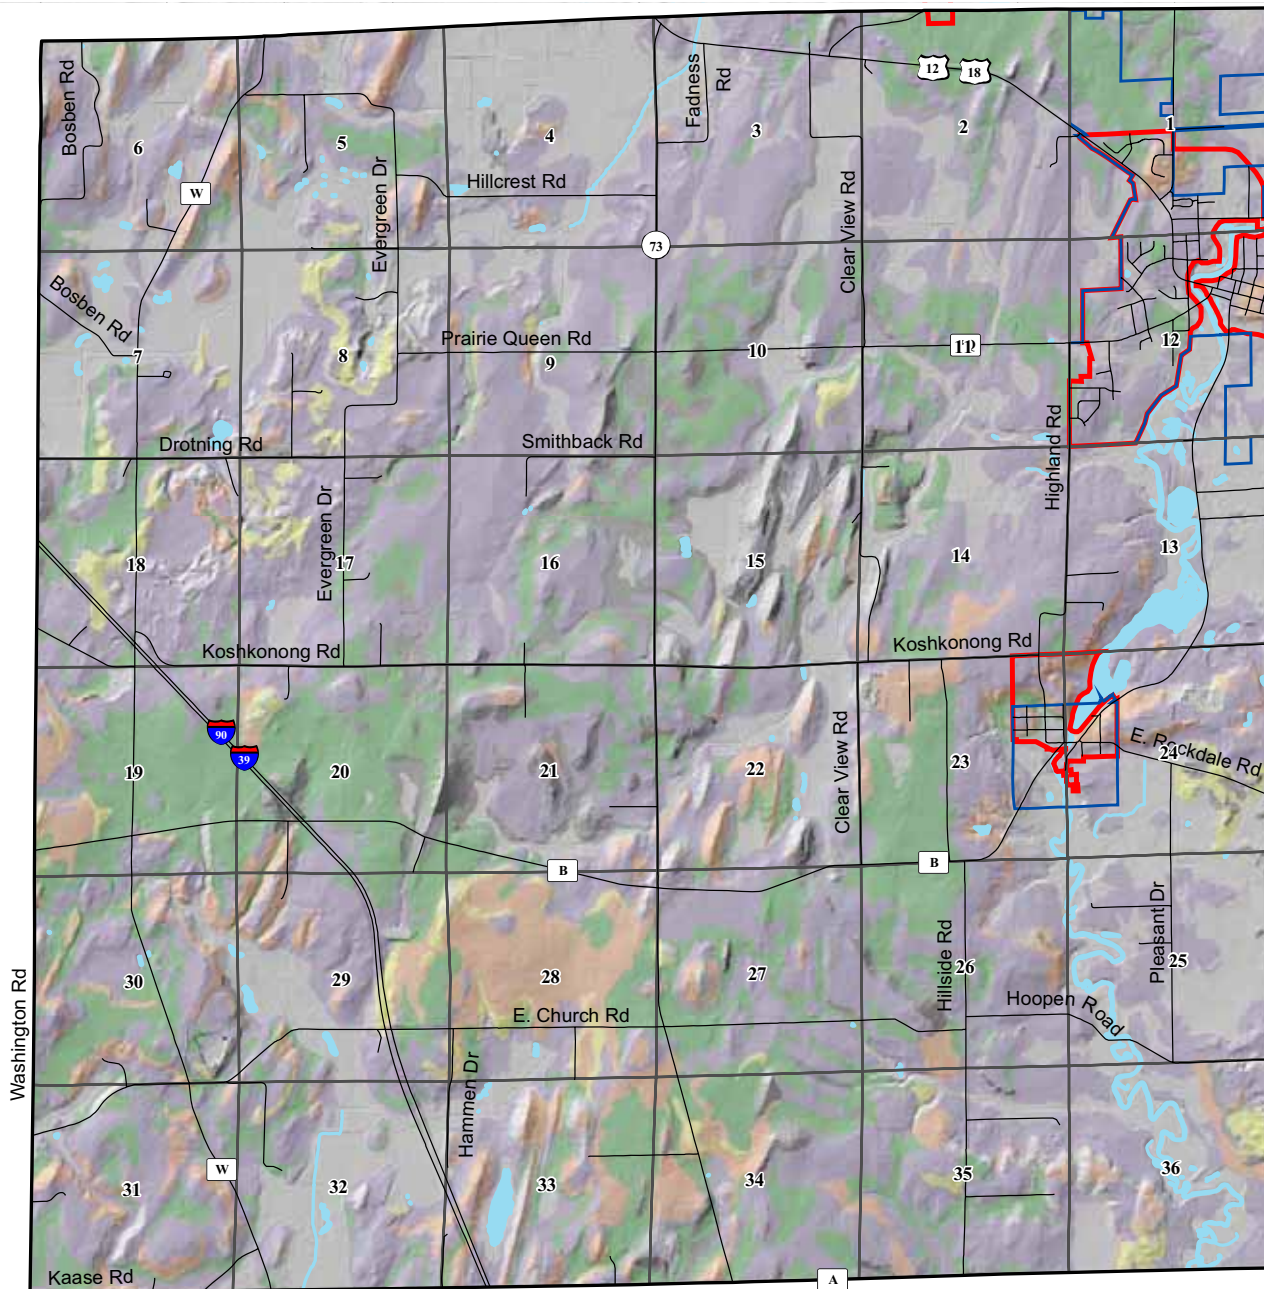 12
18
Bosben Rd
Fadness
Rd
6
5
4
3
2
1
W
Evergreen Dr
Hillcrest Rd
Clear View Rd
73
Bosben Rd
7
8
Prairie Queen Rd
9
10
11
12
Drotning Rd
Smithback Rd
Highland Rd
Evergreen Dr
18
17
16
15
14
13
Koshkonong Rd
Koshkonong Rd
90
39
19
20
21
22
Clear View Rd
23
E. Rockdale Rd
24
B
B
Washington Rd
30
29
28
27
Hillside Rd
26
Pleasant Dr
25
E. Church Rd
Hoopen Road
Hammen Dr
W
31
32
33
34
35
36
Kaase Rd
A